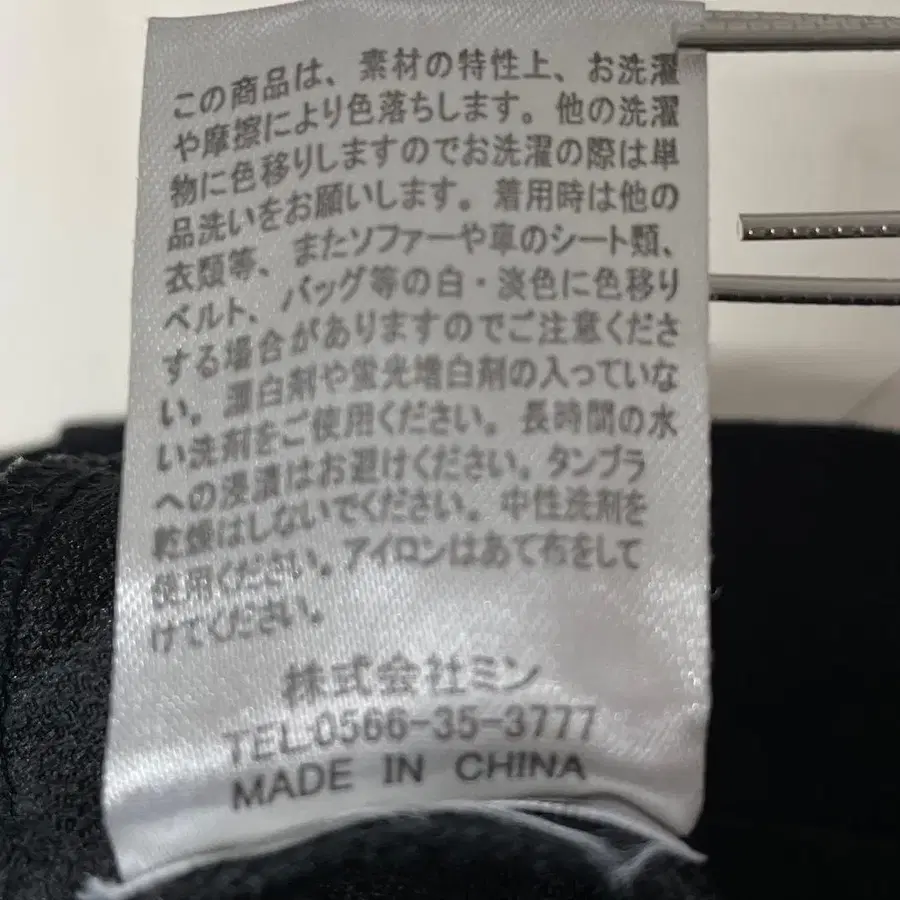 この商品は、素材の特性上、お洗濯
や摩擦により色落ちします。他の洗濯
物に色移りしますのでお洗濯の際は単
品洗いをお願いします。着用時は他の
衣類等、またソファーや車のシート類、
ベルト、バッグ等の白・淡色に色移り
する場合がありますのでご注意くださ
い。漂白剤や蛍光増白剤の入っていな
い洗剤をご使用ください。長時間の水
への浸漬はお避けください。タンブラ
乾燥はしないでください。中性洗剤を
使用ください。アイロンはあて布をして
けてください。
株式会社ミン
TEL:0566-35-3777
MADE IN CHINA